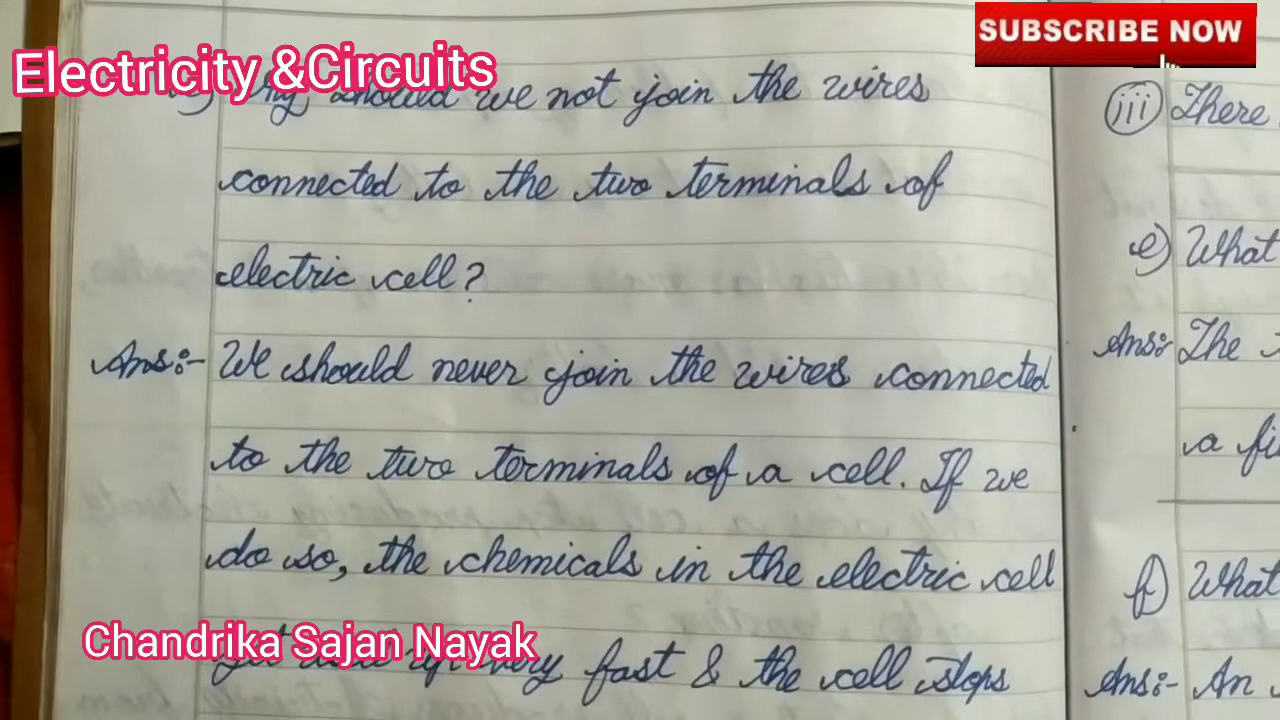 SUBSCRIBE NOW
Electricity &Circuits
we not join the wires
connected to the two terminals of
electric cell?
Ans:- We should never join the wires connected
to the two terminals of a cell. If we
do so, the chemicals in the electric cell
fast & the cell stops
Chandrika Sajan Nayak
(iii) There
e) What
Ans:- The
a
f) What
Ans:- An